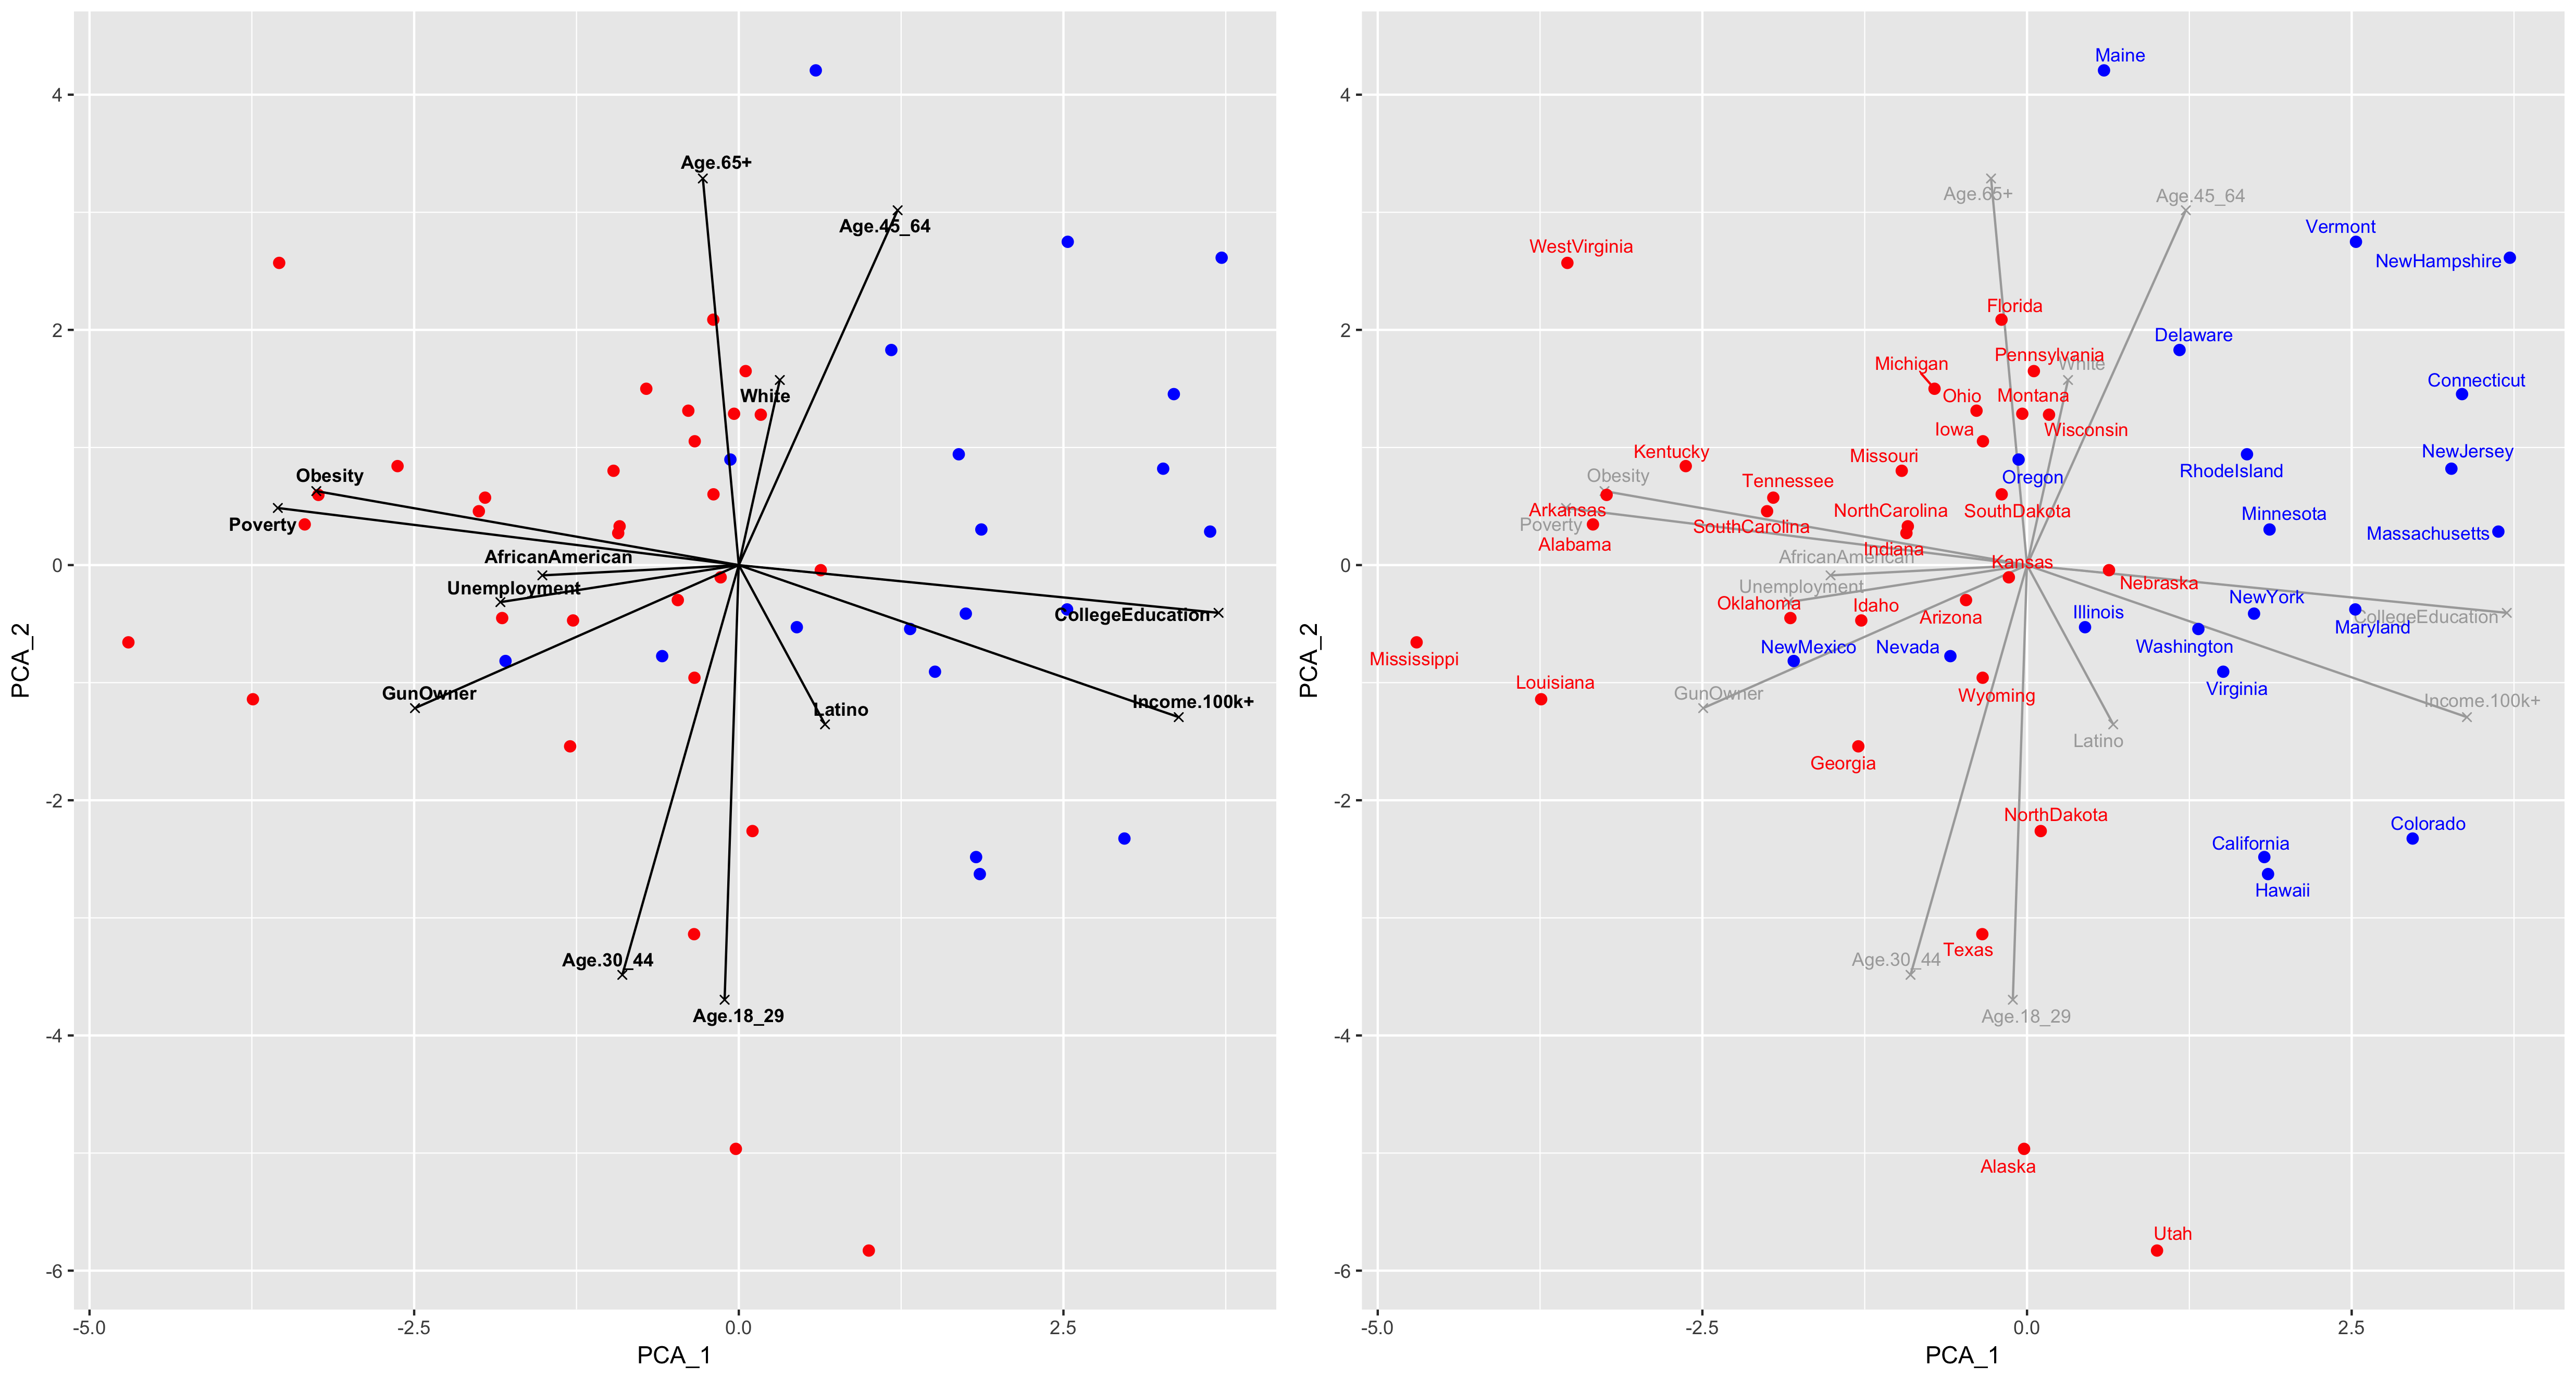 4
2
0
-2
-4
-6
-5.0
-2.5
0.0
2.5
PCA_1
PCA_2
Age.65+
Age.45_64
White
Obesity
Poverty
AfricanAmerican
Unemployment
CollegeEducation
GunOwner
Income.100k+
Latino
Age.30_44
Age.18_29
4
2
0
-2
-4
-6
-5.0
-2.5
0.0
2.5
PCA_1
PCA_2
Maine
Age.65+
Age.45_64
Vermont
WestVirginia
NewHampshire
Florida
Delaware
Pennsylvania
Michigan
White
Connecticut
Ohio
Montana
Iowa
Wisconsin
Kentucky
Missouri
NewJersey
Obesity
Oregon
RhodeIsland
Tennessee
Arkansas
NorthCarolina
SouthDakota
Minnesota
Poverty
SouthCarolina
Massachusetts
Alabama
Indiana
AfricanAmerican
Kansas
Unemployment
Nebraska
Oklahoma
Idaho
NewYork
Illinois
Arizona
CollegeEducation
Maryland
NewMexico
Nevada
Washington
Mississippi
Louisiana
GunOwner
Wyoming
Virginia
Income.100k+
Latino
Georgia
NorthDakota
Colorado
California
Hawaii
Texas
Age.30_44
Age.18_29
Alaska
Utah